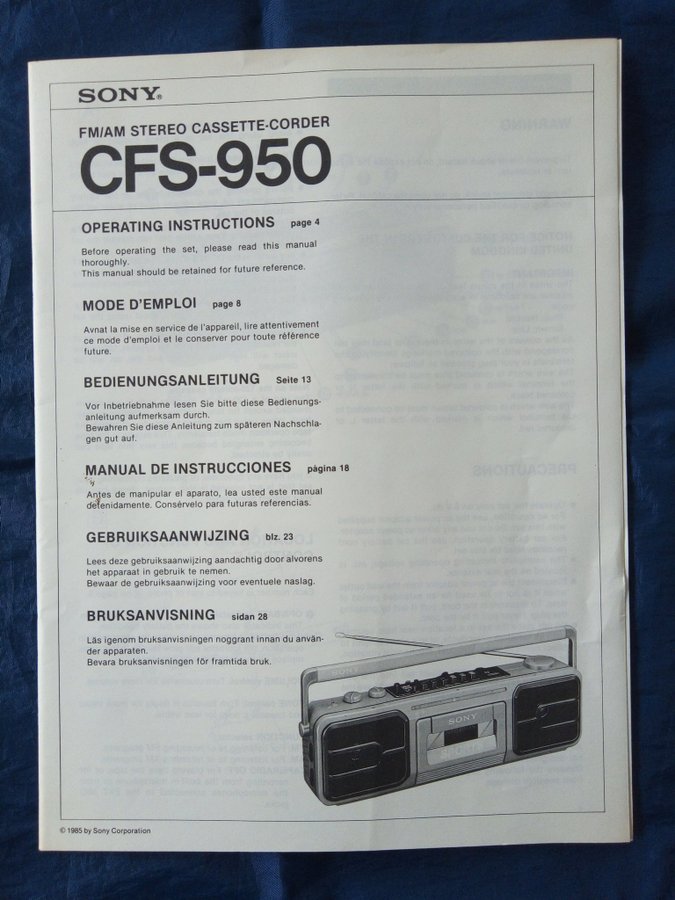 SONY®
FM/AM STEREO CASSETTE-CORDER
CFS-950
OPERATING INSTRUCTIONS page 4
Before operating the set, please read this manual
thoroughly.
This manual should be retained for future reference.
MODE D'EMPLOI page 8
Avnat la mise en service de l'appareil, lire attentivement
ce mode d'emploi et le conserver pour toute référence
future.
BEDIENUNGSANLEITUNG Seite 13
Vor Inbetriebnahme lesen Sie bitte diese Bedienungs-
anleitung aufmerksam durch.
Bewahren Sie diese Anleitung zum späteren Nachschla-
gen gut auf.
MANUAL DE INSTRUCCIONES página 18
Antes de manipular el aparato, lea usted este manual
detenidamente. Consérvelo para futuras referencias.
GEBRUIKSAANWIJZING blz. 23
Lees deze gebruiksaanwijzing aandachtig door alvorens
het apparaat in gebruik te nemen.
Bewaar de gebruiksaanwijzing voor eventuele naslag.
BRUKSANVISNING sidan 28
Läs igenom bruksanvisningen noggrant innan du använ-
der apparaten.
Bevara bruksanvisningen för framtida bruk.
SONY
SONY
© 1985 by Sony Corporation